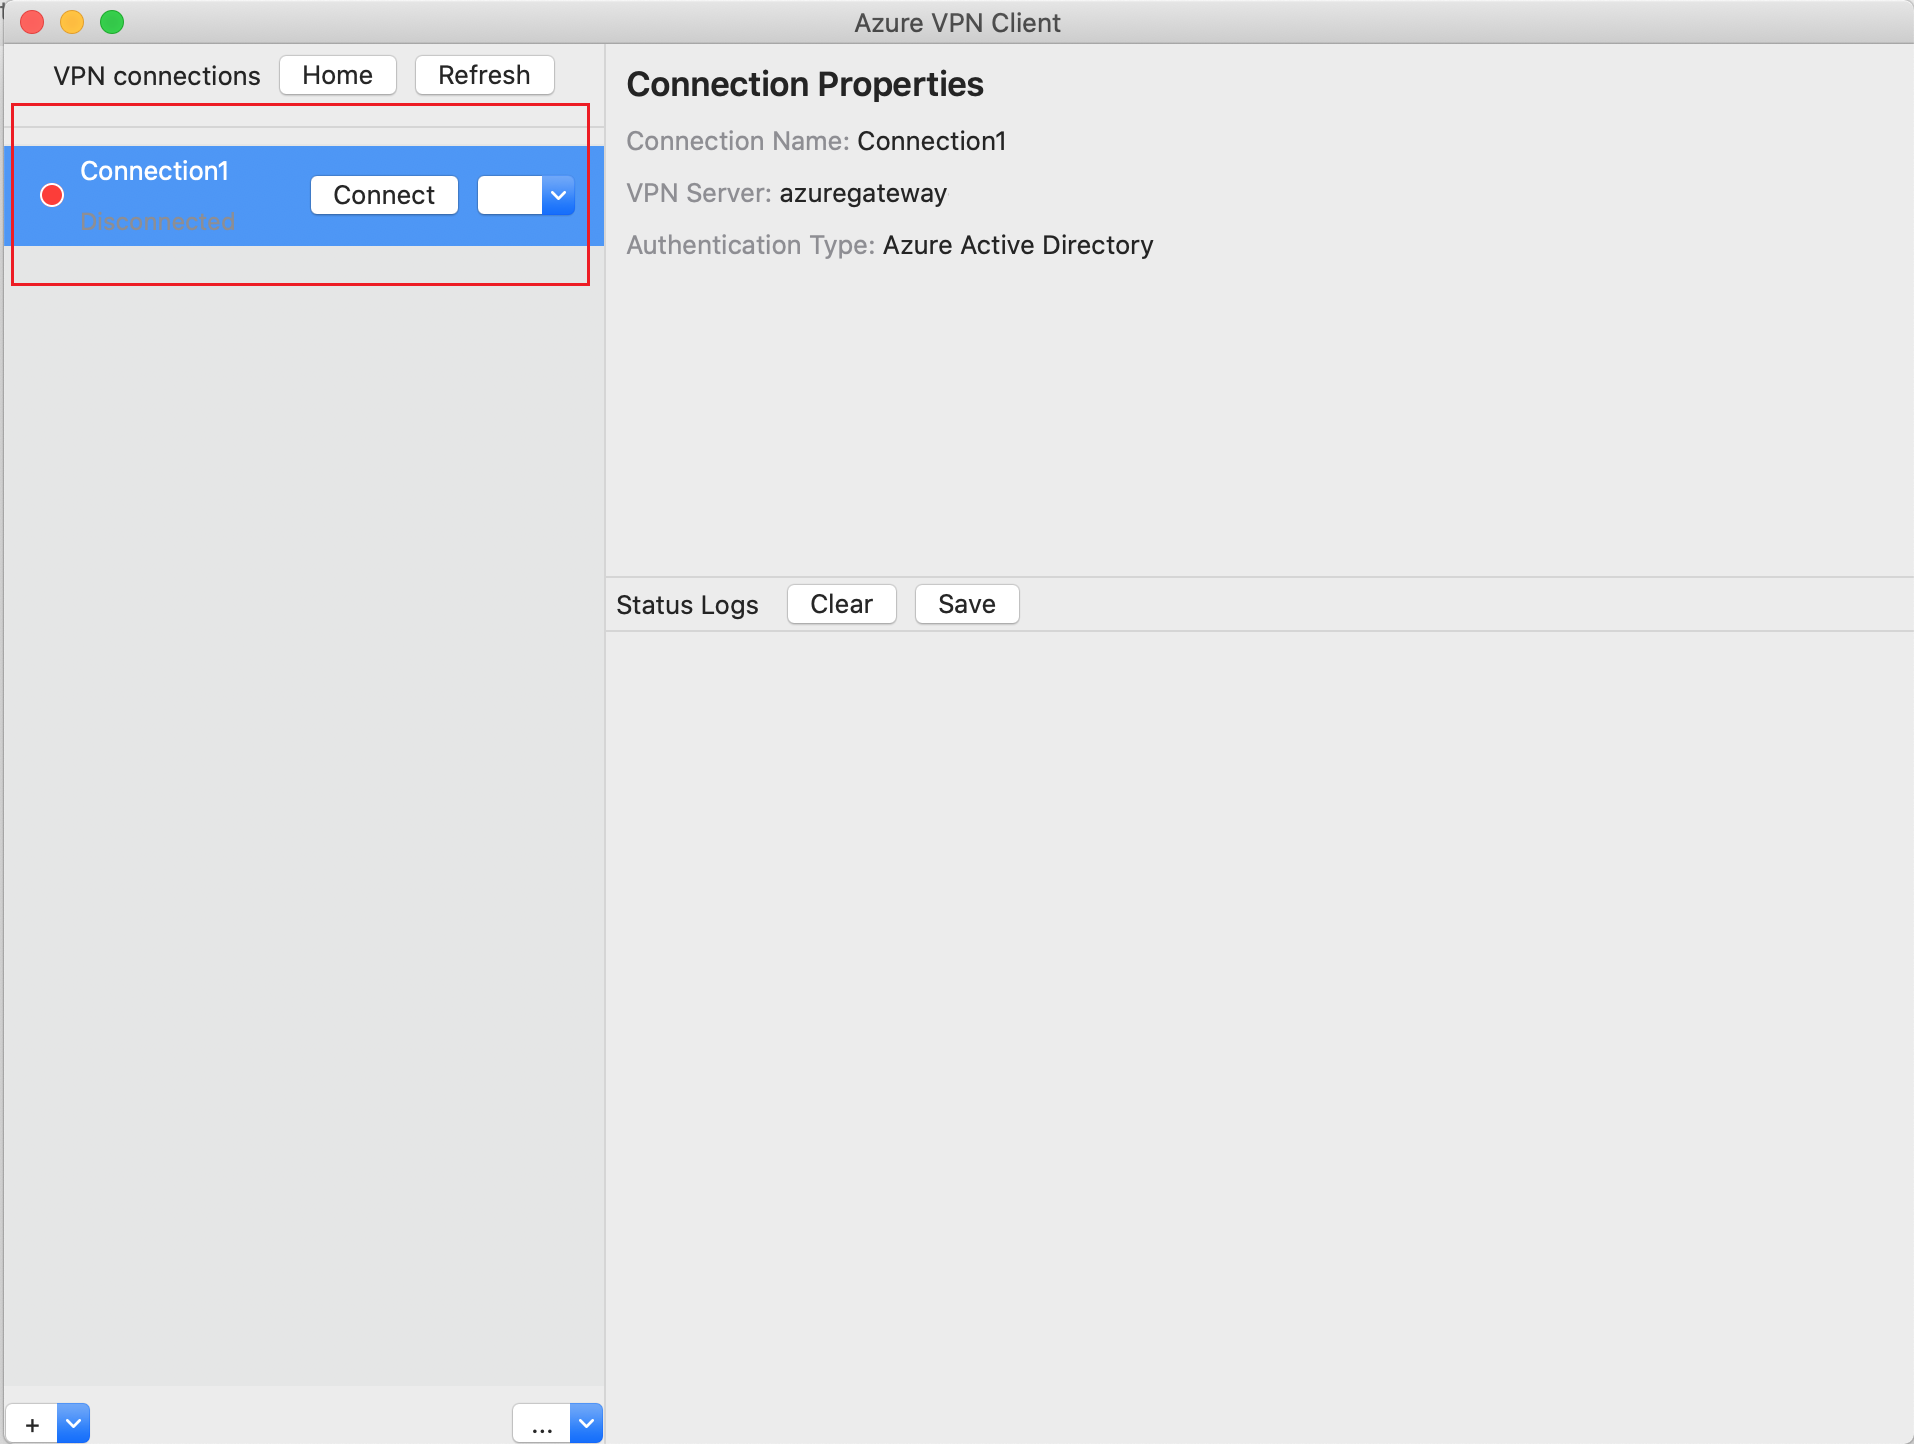 Azure VPN Client
VPN connections Home Refresh
Connection1
Disconnected
Connect
Connection Properties
Connection Name: Connection1
VPN Server: azuregateway
Authentication Type: Azure Active Directory
Status Logs Clear Save
+
...